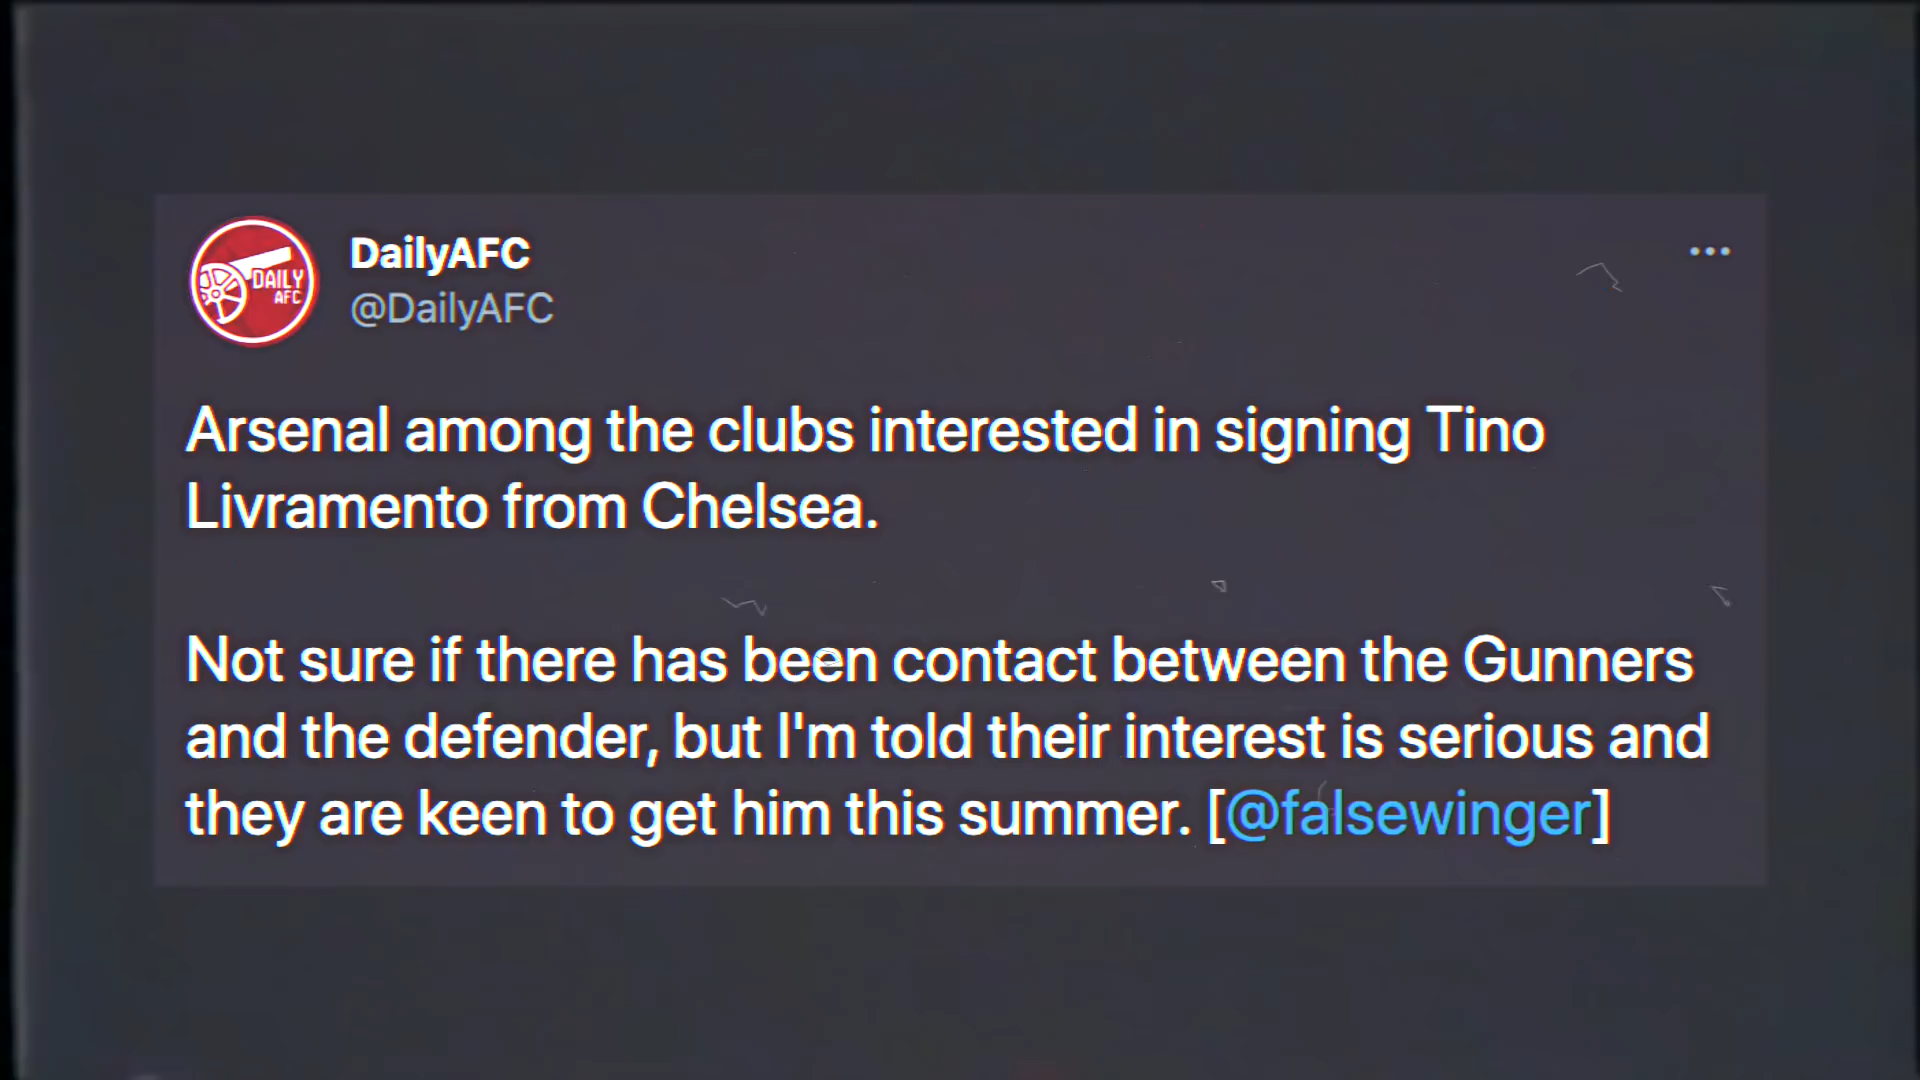 DAILY
AFC
DailyAFC
@DailyAFC
Arsenal among the clubs interested in signing Tino
Livramento from Chelsea.
Not sure if there has been contact between the Gunners
and the defender, but I'm told their interest is serious and
they are keen to get him this summer. [@falsewinger]